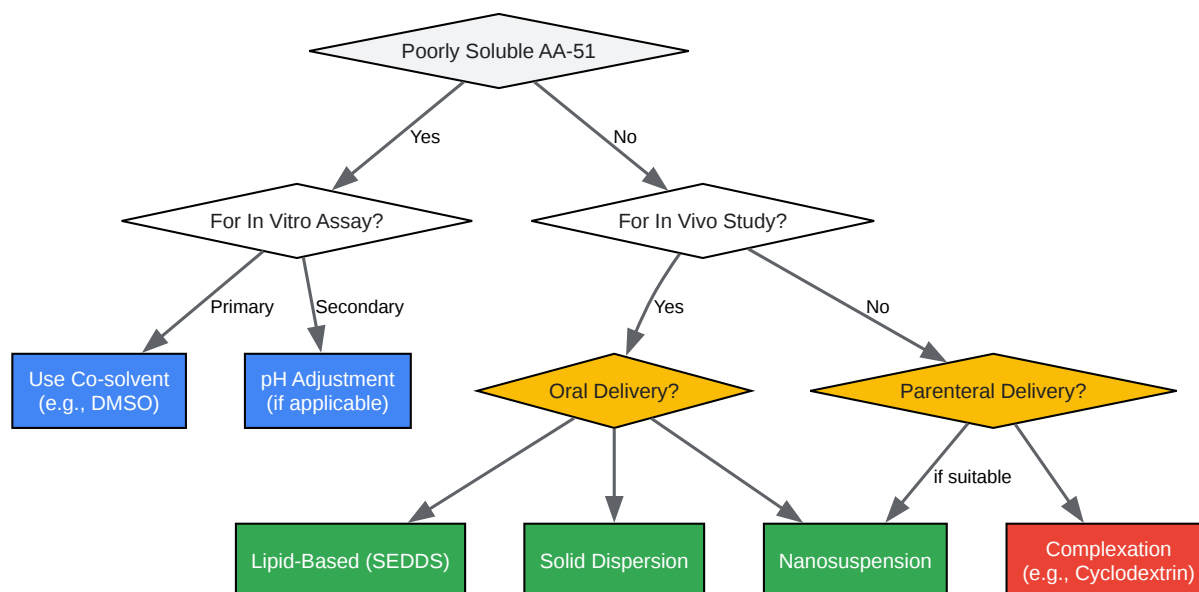 Poorly Soluble AA-51
Yes
No
For In Vitro Assay?
For In Vivo Study?
Primary
Secondary
Yes
No
Use Co-solvent
(e.g., DMSO)
pH Adjustment
(if applicable)
Oral Delivery?
Parenteral Delivery?
if suitable
Lipid-Based (SEDDS)
Solid Dispersion
Nanosuspension
Complexation
(e.g., Cyclodextrin)